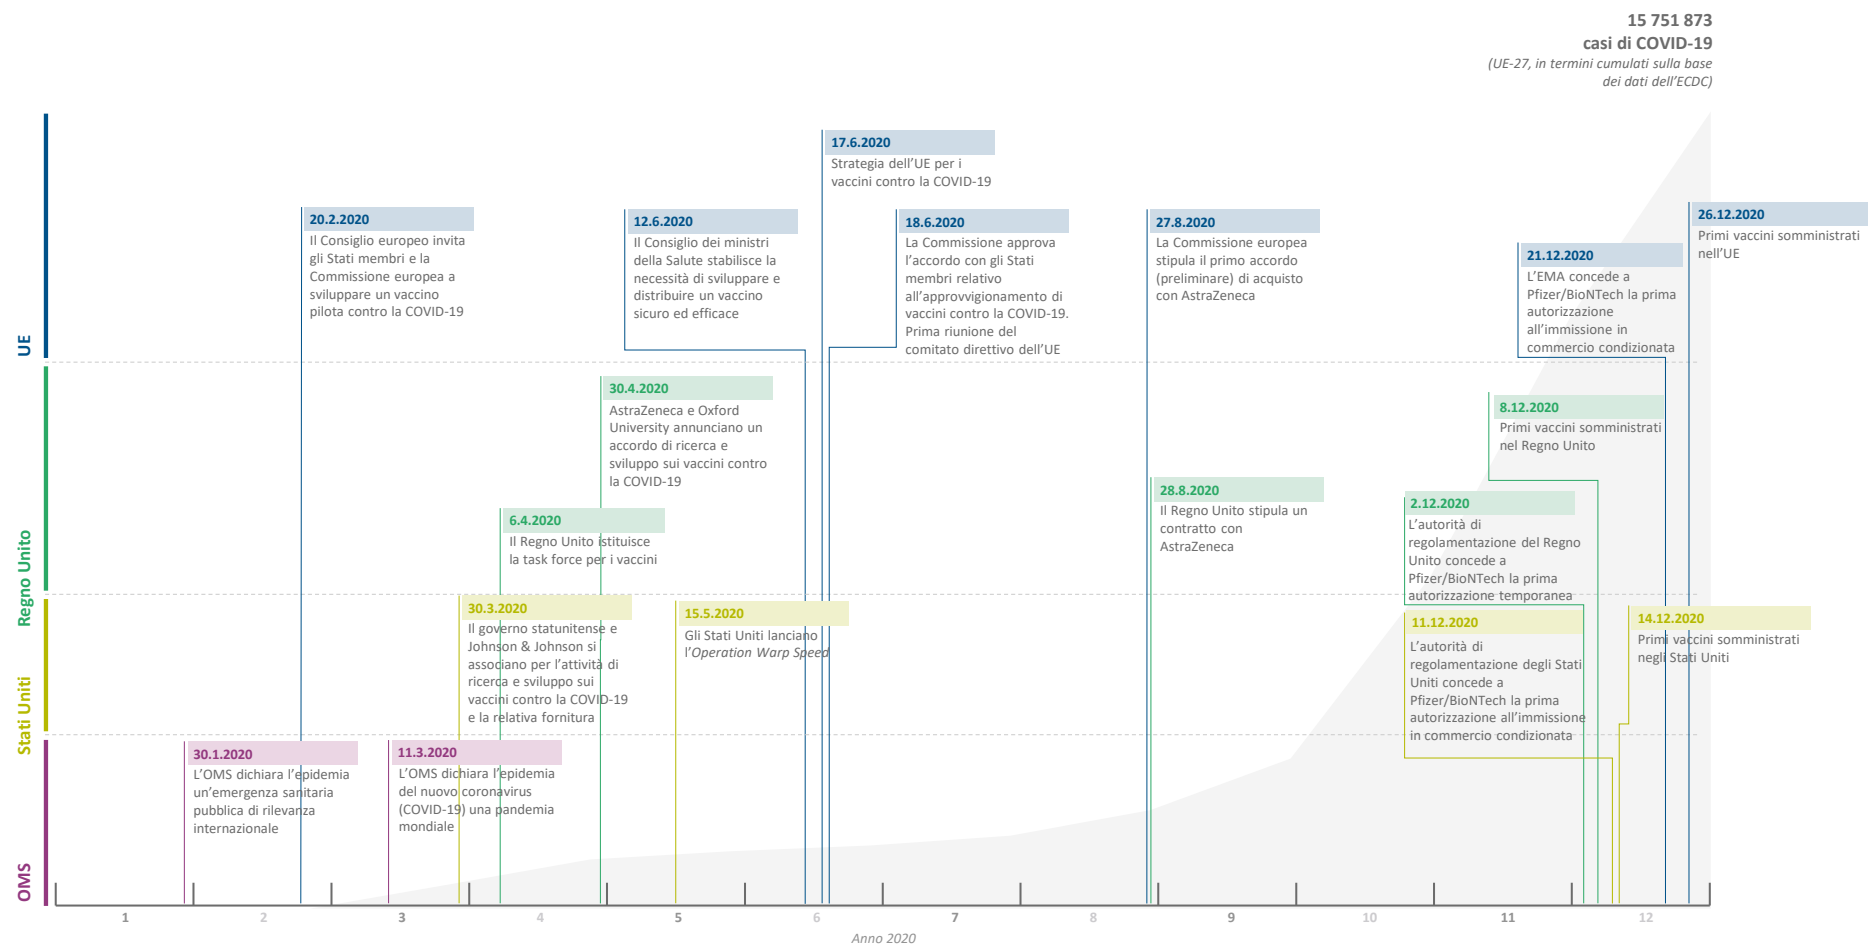 15 751 873
casi di COVID-19
(UE-27, in termini cumulati sulla base
dei dati dell'ECDC)
UE
17.6.2020
Strategia dell'UE per i
vaccini contro la COVID-19
20.2.2020
Il Consiglio europeo invita
gli Stati membri e la
Commissione europea a
sviluppare un vaccino
pilota contro la COVID-19
12.6.2020
Il Consiglio dei ministri
della Salute stabilisce la
necessità di sviluppare e
distribuire un vaccino
sicuro ed efficace
18.6.2020
La Commissione approva
l'accordo con gli Stati
membri relativo
all'approvvigionamento di
vaccini contro la COVID-19.
Prima riunione del
comitato direttivo dell'UE
27.8.2020
La Commissione europea
stipula il primo accordo
(preliminare) di acquisto
con AstraZeneca
21.12.2020
L'EMA concede a
Pfizer/BioNTech la prima
autorizzazione
all'immissione in
commercio condizionata
26.12.2020
Primi vaccini somministrati
nell'UE
Regno Unito
30.4.2020
AstraZeneca e Oxford
University annunciano un
accordo di ricerca e
sviluppo sui vaccini contro
la COVID-19
6.4.2020
Il Regno Unito istituisce
la task force per i vaccini
28.8.2020
Il Regno Unito stipula un
contratto con
AstraZeneca
8.12.2020
Primi vaccini somministrati
nel Regno Unito
2.12.2020
L'autorità di
regolamentazione del Regno
Unito concede a
Pfizer/BioNTech la prima
autorizzazione temporanea
Stati Uniti
30.3.2020
Il governo statunitense e
Johnson & Johnson si
associano per l'attività di
ricerca e sviluppo sui
vaccini contro la COVID-19
e la relativa fornitura
15.5.2020
Gli Stati Uniti lanciano
l'Operation Warp Speed
11.12.2020
L'autorità di
regolamentazione degli Stati
Uniti concede a
Pfizer/BioNTech la prima
autorizzazione all'immissione
in commercio condizionata
14.12.2020
Primi vaccini somministrati
negli Stati Uniti
OMS
30.1.2020
L'OMS dichiara l'epidemia
un'emergenza sanitaria
pubblica di rilevanza
internazionale
11.3.2020
L'OMS dichiara l'epidemia
del nuovo coronavirus
(COVID-19) una pandemia
mondiale
1 2 3 4 5 6 7 8 9 10 11 12
Anno 2020